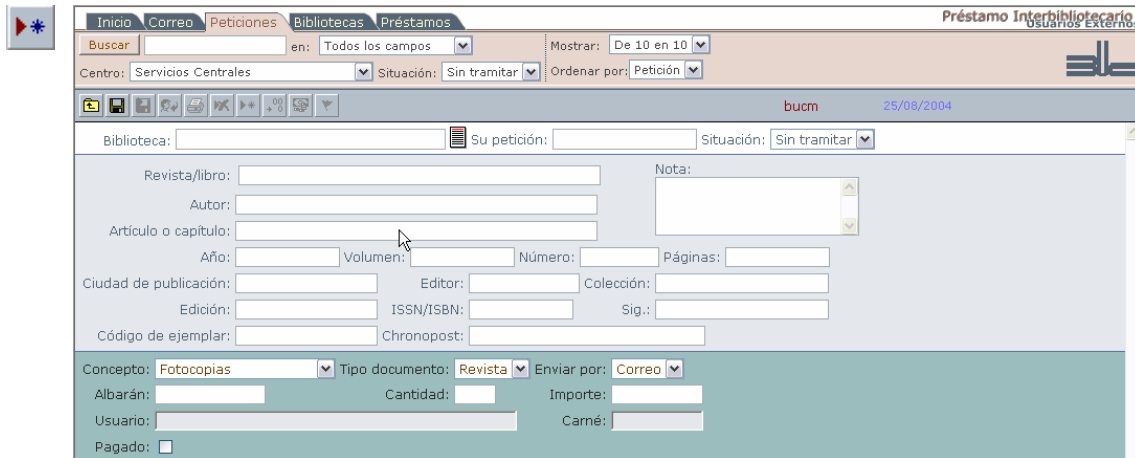 Inicio Correo Peticiones Bibliotecas Préstamos Préstamo Interbibliotecario
Usuarios Externos
Buscar en: Todos los campos Mostrar: De 10 en 10
Centro: Servicios Centrales Situación: Sin tramitar Ordenar por: Petición
bucm 25/08/2004
Biblioteca: Su petición: Situación: Sin tramitar
Revista/libro: Nota:
Autor:
Artículo o capítulo:
Año: Volumen: Número: Páginas:
Ciudad de publicación: Editor: Colección:
Edición: ISSN/ISBN: Sig.:
Código de ejemplar: Chronopost:
Concepto: Fotocopias Tipo documento: Revista Enviar por: Correo
Albarán: Cantidad: Importe:
Usuario: Carné:
Pagado: